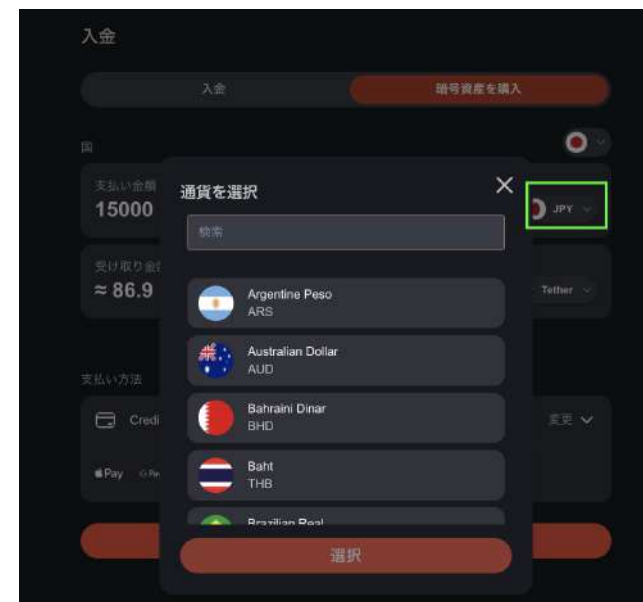 入金
入金
暗号資産を購入
国
支払い金額
15000
JPY
受け取り金
≈ 86.9
Tether
支払い方法
Credi
変更
Pay
通貨を選択
検索
Argentine Peso
ARS
Australian Dollar
AUD
Bahraini Dinar
BHD
Baht
THB
Brazilian Real
選択